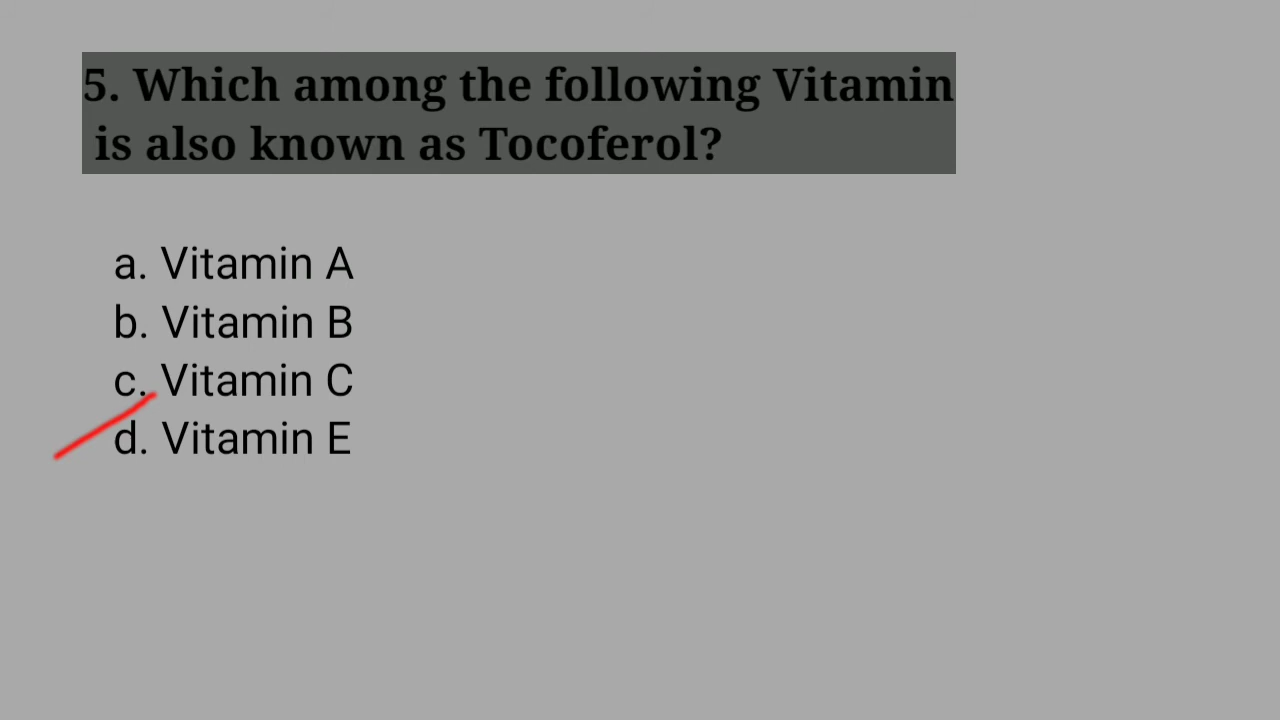 5. Which among the following Vitamin
is also known as Tocoferol?
a. Vitamin A
b. Vitamin B
c. Vitamin C
d. Vitamin E